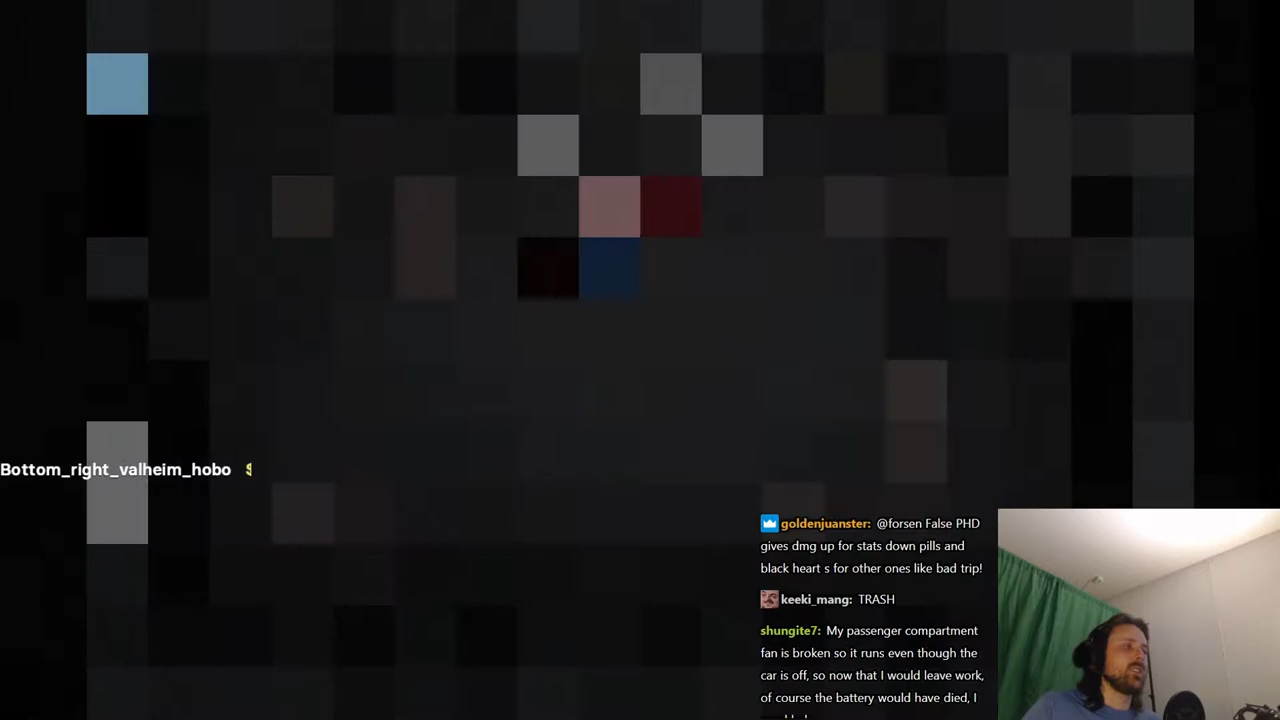 Bottom_right_valheim_hobo $
goldenjuanster: @forsen False PHD
gives dmg up for stats down pills and
black heart s for other ones like bad trip!
keeki_mang: TRASH
shungite7: My passenger compartment
fan is broken so it runs even though the
car is off, so now that I would leave work,
of course the battery would have died, I